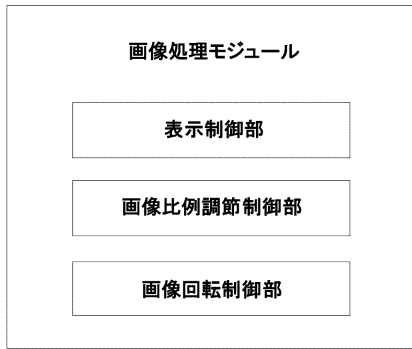 画像処理モジュール
表示制御部
画像比例調節制御部
画像回転制御部